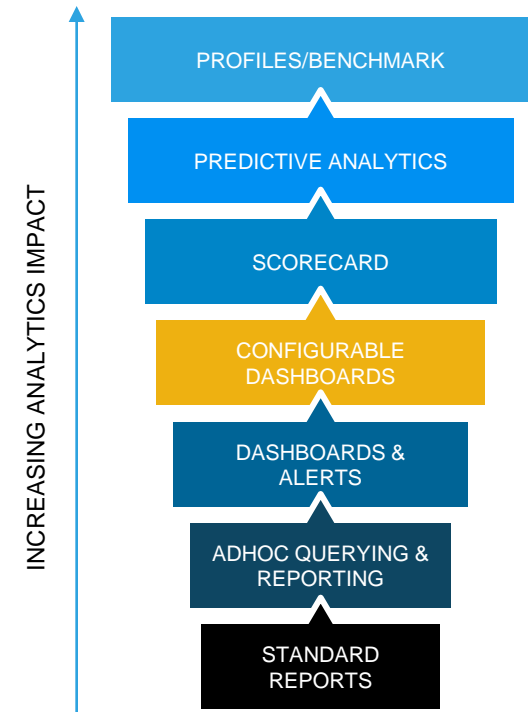 PROFILES/BENCHMARK
PREDICTIVE ANALYTICS
SCORECARD
CONFIGURABLE
DASHBOARDS
DASHBOARDS &
ALERTS
ADHOC QUERYING &
REPORTING
STANDARD
REPORTS
INCREASING ANALYTICS IMPACT